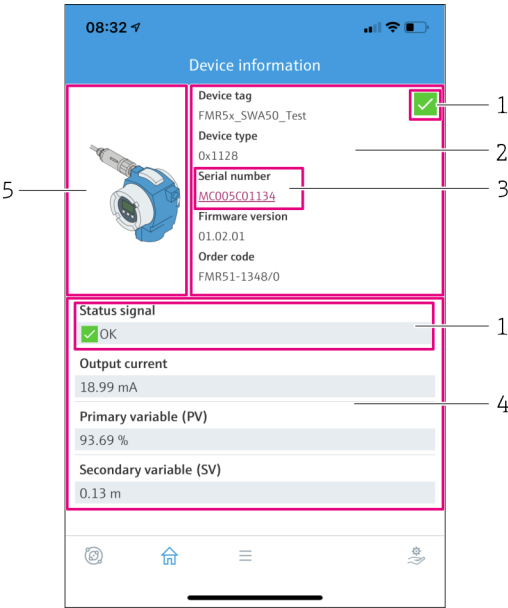 08:32
Device information
Device tag
FMR5x_SWA50_Test
1
Device type
0x1128
2
Serial number
MC005C01134
3
5
Firmware version
01.02.01
Order code
FMR51-1348/0
Status signal
OK
1
Output current
18.99 mA
4
Primary variable (PV)
93.69 %
Secondary variable (SV)
0.13 m